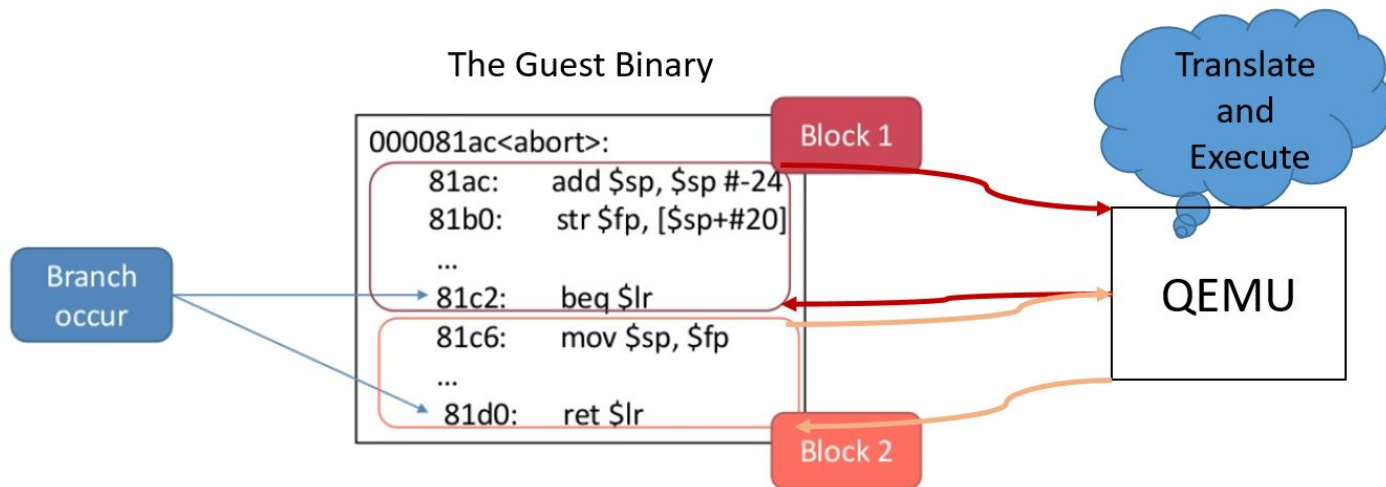 The Guest Binary
Translate
and
Execute
Block 1
000081ac<abort>:
81ac: add $sp, $sp #-24
81b0: str $fp, [$sp+#20]
...
81c2: beq $lr
81c6: mov $sp, $fp
...
81d0: ret $lr
Branch
occur
QEMU
Block 2